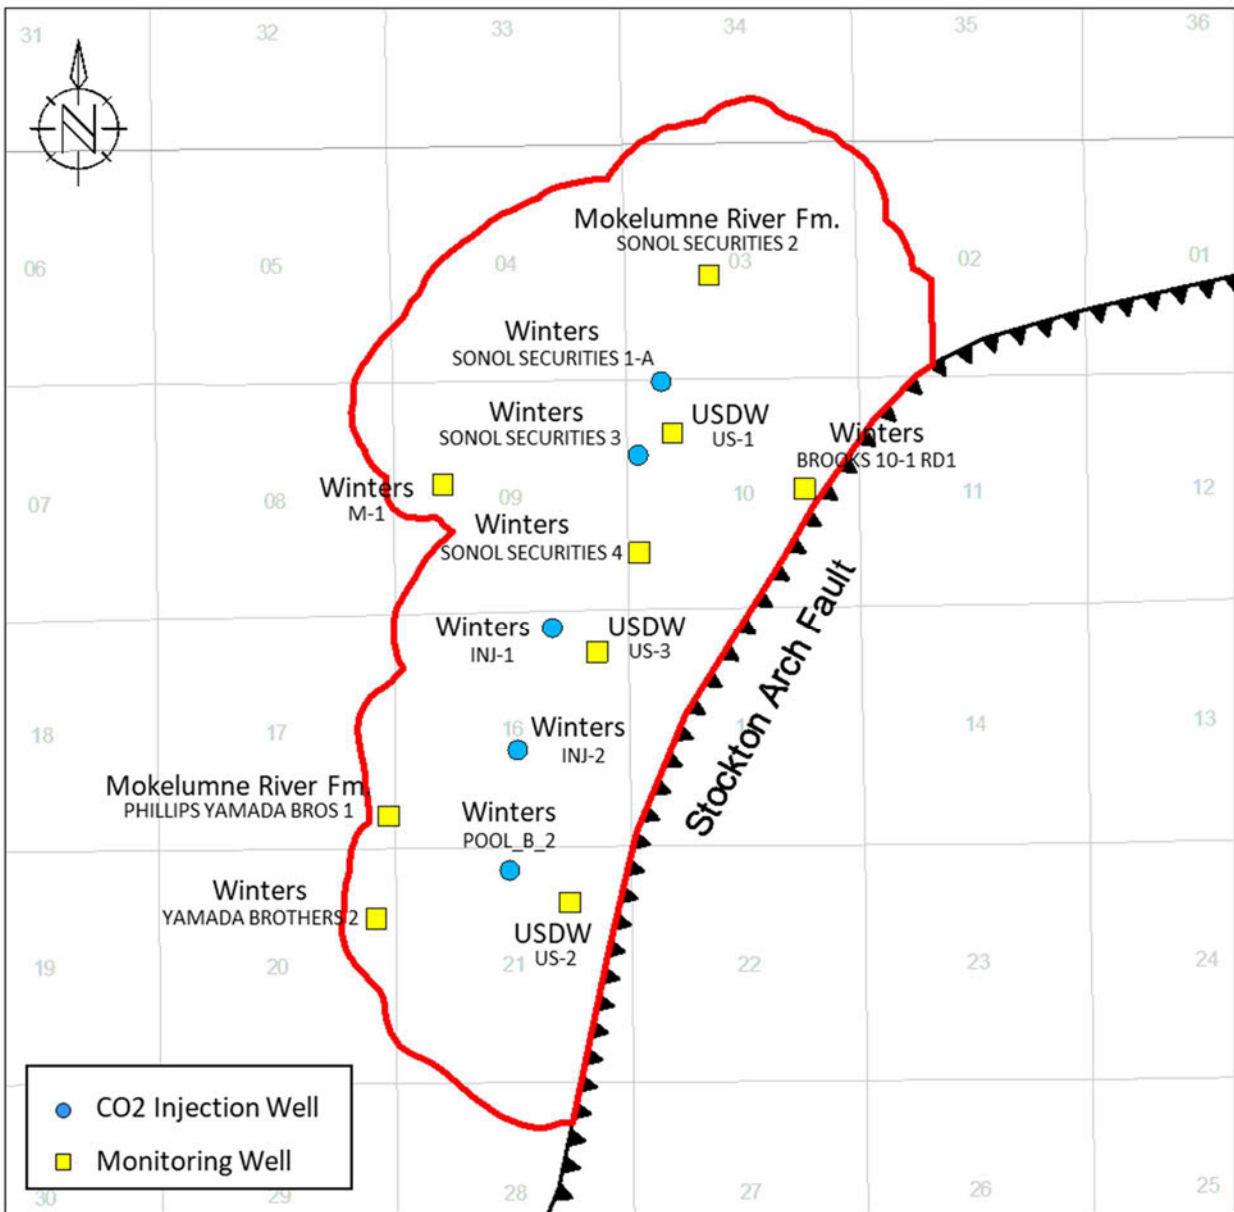 31 32 33 34 35 36
N
Mokelumne River Fm.
SONOL SECURITIES 2
06 05 04 03 02 01
Winters
SONOL SECURITIES 1-A
Winters
SONOL SECURITIES 3
USDW
US-1
Winters
BROOKS 10-1 RD1
Winters
M-1
07 08 09 10 11 12
Winters
SONOL SECURITIES 4
Stockton Arch Fault
Winters
INJ-1
USDW
US-3
18 17 16 14 13
Winters
INJ-2
Mokelumne River Fm.
PHILLIPS YAMADA BROS 1
Winters
POOL_B_2
Winters
YAMADA BROTHERS 2
USDW
US-2
19 20 21 22 23 24
CO2 Injection Well
Monitoring Well
30 29 28 27 26 25